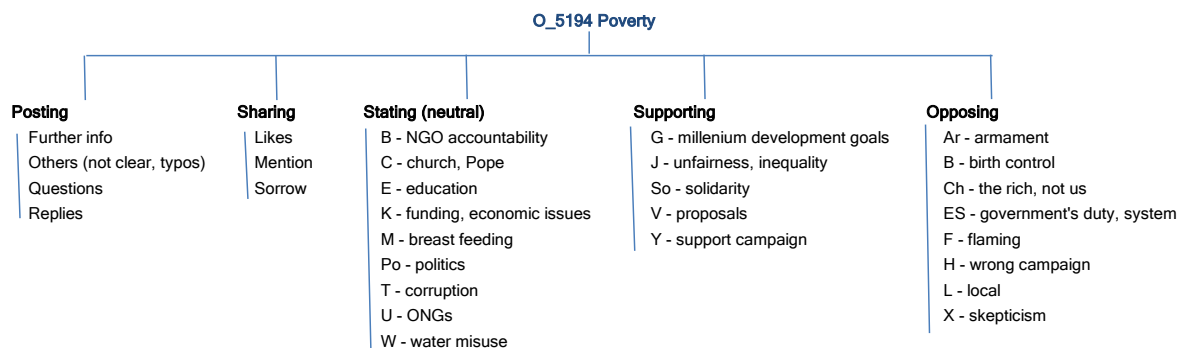 O_5194 Poverty
Posting
Further info
Others (not clear, typos)
Questions
Replies
Sharing
Likes
Mention
Sorrow
Stating (neutral)
B - NGO accountability
C - church, Pope
E - education
K - funding, economic issues
M - breast feeding
Po - politics
T - corruption
U - ONGs
W - water misuse
Supporting
G - millenium development goals
J - unfairness, inequality
So - solidarity
V - proposals
Y - support campaign
Opposing
Ar - armament
B - birth control
Ch - the rich, not us
ES - government's duty, system
F - flaming
H - wrong campaign
L - local
X - skepticism